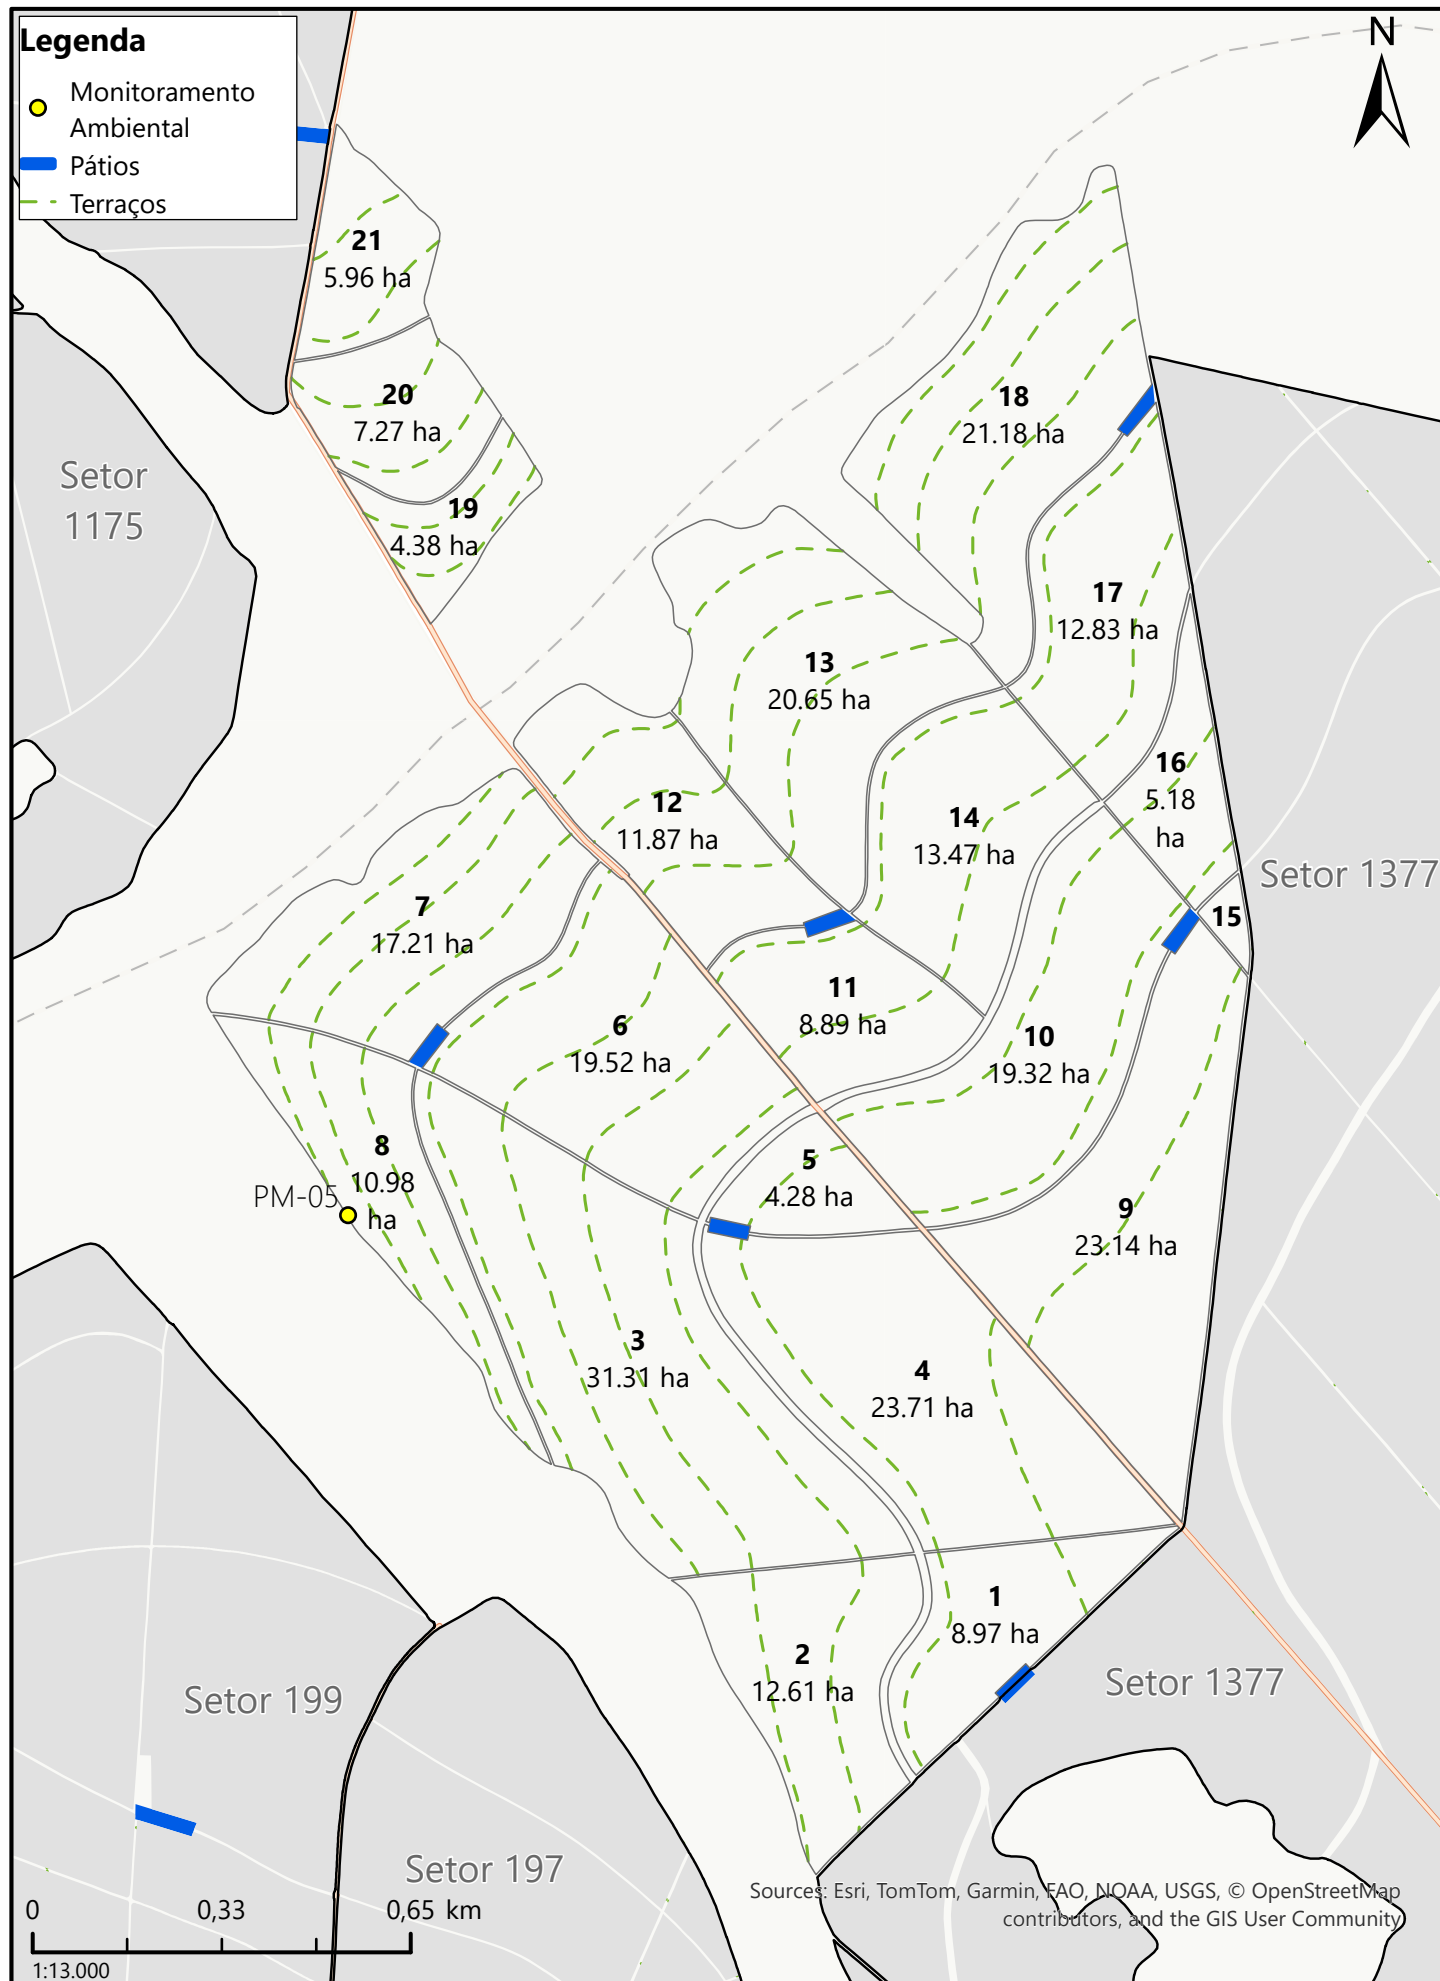 Legenda
Monitoramento
Ambiental
Pátios
Terraços
N
21
5.96 ha
20
7.27 ha
19
4.38 ha
18
21.18 ha
Setor
1175
17
12.83 ha
13
20.65 ha
16
5.18
ha
12
11.87 ha
14
13.47 ha
Setor 1377
7
17.21 ha
15
11
8.89 ha
6
19.52 ha
10
19.32 ha
8
10.98
ha
PM-05
5
4.28 ha
9
23.14 ha
3
31.31 ha
4
23.71 ha
1
8.97 ha
2
12.61 ha
Setor 199
Setor 1377
Setor 197
Sources: Esri, TomTom, Garmin, FAO, NOAA, USGS, © OpenStreetMap
contributors, and the GIS User Community
0 0,33 0,65 km
1:13.000